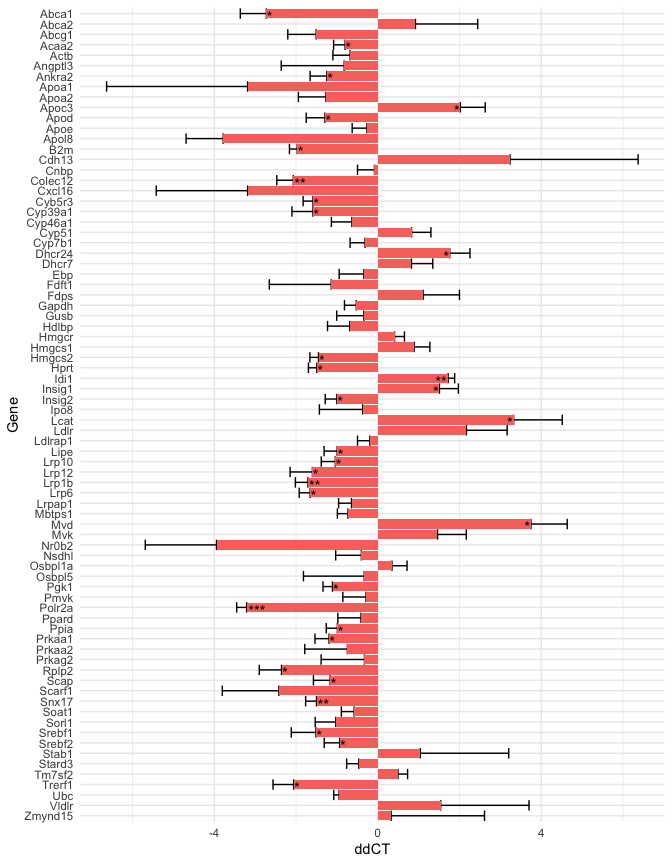 Abca1 *
Abca2
Abcg1
Acaa2 *
Actb
Angptl3
Ankra2 *
Apoa1
Apoa2
Apoc3 *
Apod *
Apoe
Apol8
B2m *
Cdh13
Cnbp
Colec12 **
Cxcl16
Cyb5r3 *
Cyp39a1 *
Cyp46a1
Cyp51
Cyp7b1
Dhcr24 *
Dhcr7
Ebp
Fdft1
Fdps
Gapdh
Gusb
Hdlbp
Hmgcr
Hmgcs1
Hmgcs2 *
Hprt *
Idi1 **
Insig1 *
Insig2 *
Ipo8
Lcat *
Ldlr
Ldlrap1
Lipe *
Lrp10 *
Lrp12 *
Lrp1b **
Lrp6 *
Lrpap1
Mbtps1
Mvd *
Mvk
Nr0b2
Nsdhl
Osbpl1a
Osbpl5
Pgk1 *
Pmvk
Polr2a ***
Ppard
Ppia *
Prkaa1 *
Prkaa2
Prkag2
Rplp2 *
Scap *
Scarf1
Snx17 **
Soat1
Sorl1
Srebf1 *
Srebf2 *
Stab1
Stard3
Tm7sf2
Trerf1 *
Ubc
Vldlr
Zmynd15
Gene
-4 0 4
ddCT